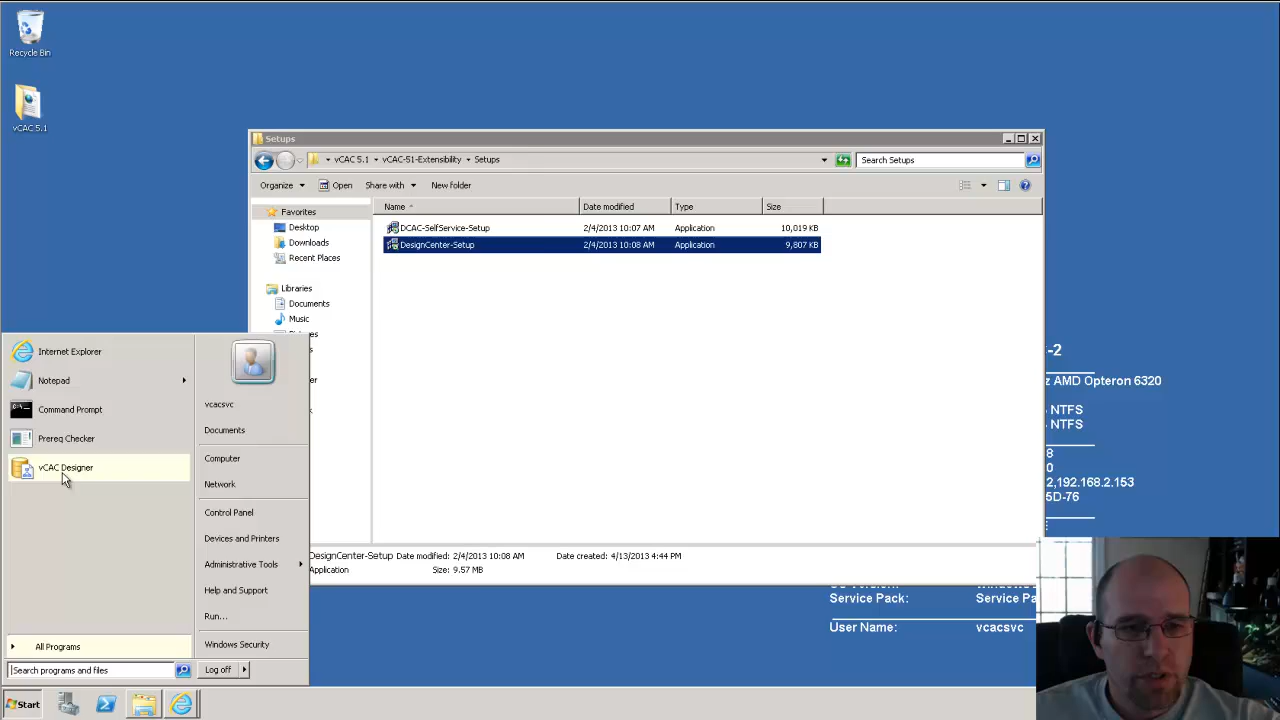 Recycle Bin
vCAC 5.1
Setups
vCAC 5.1
vCAC-51-Extensibility
Setups
Search Setups
Organize
Open
Share with
New folder
Name
Date modified
Type
Size
Favorites
Desktop
Downloads
Recent Places
Libraries
Documents
Music
DCAC-SelfService-Setup 2/4/2013 10:07 AM Application 10,019 KB
DesignCenter-Setup 2/4/2013 10:08 AM Application 9,807 KB
DesignCenter-Setup Date modified: 2/4/2013 10:08 AM Date created: 4/13/2013 4:44 PM
Application Size: 9.57 MB
Internet Explorer
Notepad
Command Prompt
Prereq Checker
vCAC Designer
All Programs
Search programs and files
vcacsvc
Documents
Computer
Network
Control Panel
Devices and Printers
Administrative Tools
Help and Support
Run...
Windows Security
Log off
Start
-2
z AMD Opteron 6320
NTFS
NTFS
8
0
2,192.168.2.153
5D-76
Service Pack: Service Pa
User Name: vcacsvc